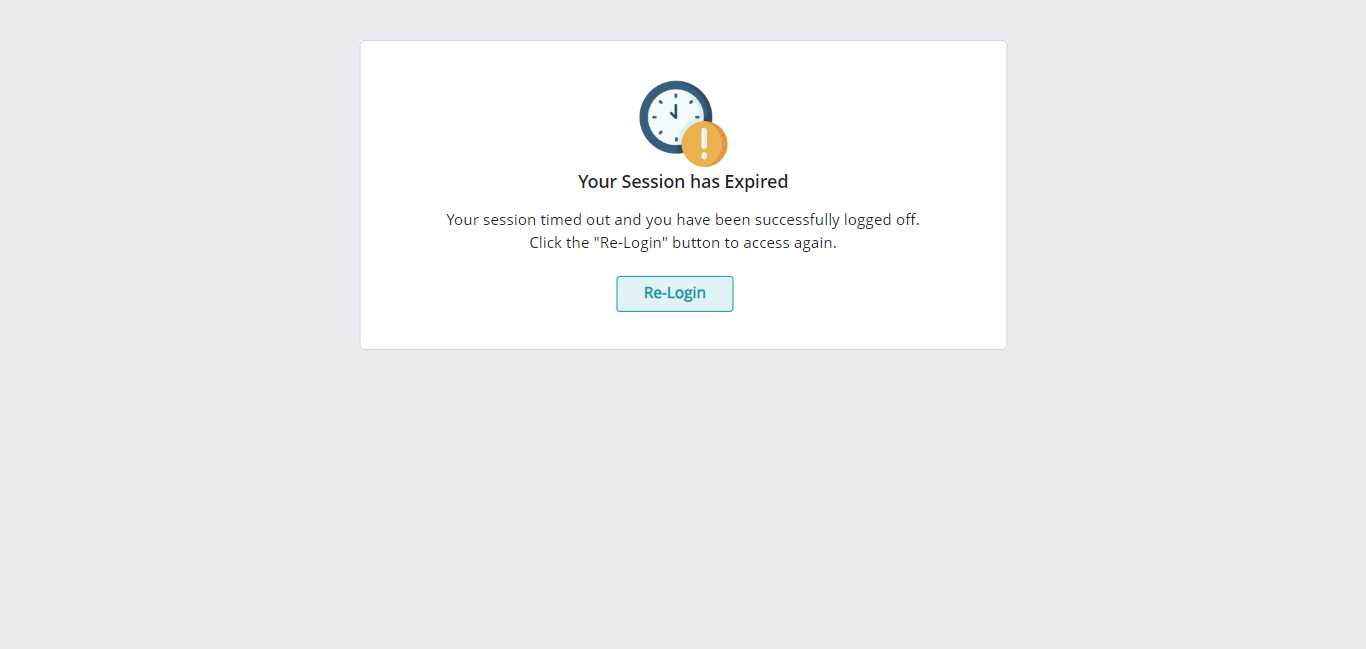 Your Session has Expired
Your session timed out and you have been successfully logged off.
Click the "Re-Login" button to access again.
Re-Login